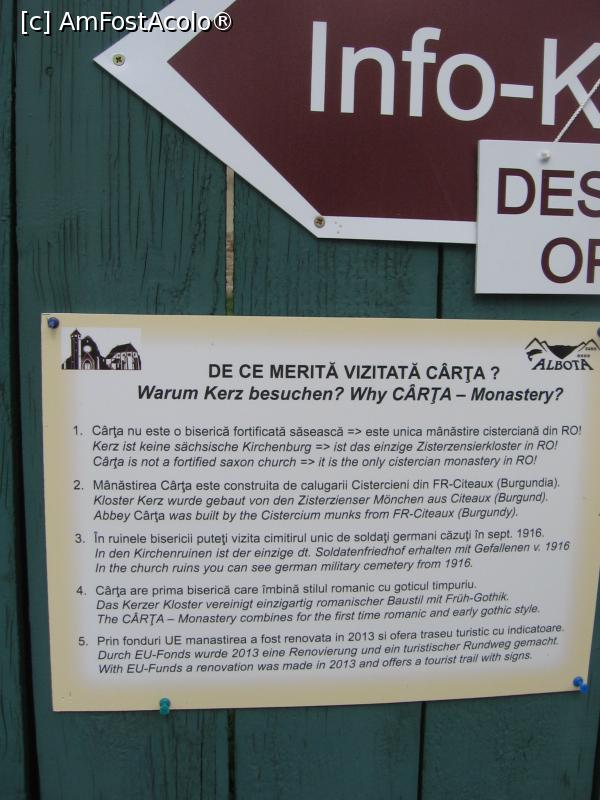 [c] AmFostAcolo®
Info-K
DES
OF
ALBOTA
DE CE MERITĂ VIZITATĂ CÂRŢA ?
Warum Kerz besuchen? Why CÂRŢA – Monastery?
1. Cârţa nu este o biserică fortificată săsească => este unica mânăstire cisterciană din RO!
Kerz ist keine sächsische Kirchenburg => ist das einzige Zisterzensierkloster in RO!
Cârţa is not a fortified saxon church => it is the only cistercian monastery in RO!
2. Mânăstirea Cârţa este construita de calugarii Cistercieni din FR-Citeaux (Burgundia).
Kloster Kerz wurde gebaut von den Zisterzienser Mönchen aus Citeaux (Burgund).
Abbey Cârţa was built by the Cistercium munks from FR-Citeaux (Burgundy).
3. În ruinele bisericii puteţi vizita cimitirul unic de soldaţi germani căzuţi în sept. 1916.
In den Kirchenruinen ist der einzige dt. Soldatenfriedhof erhalten mit Gefallenen v. 1916
In the church ruins you can see german military cemetery from 1916.
4. Cârţa are prima biserică care îmbină stilul romanic cu goticul timpuriu.
Das Kerzer Kloster vereinigt einzigartig romanischer Baustil mit Früh-Gothik.
The CÂRŢA – Monastery combines for the first time romanic and early gothic style.
5. Prin fonduri UE manastirea a fost renovata in 2013 si ofera traseu turistic cu indicatoare.
Durch EU-Fonds wurde 2013 eine Renovierung und ein turistischer Rundweg gemacht.
With EU-Funds a renovation was made in 2013 and offers a tourist trail with signs.